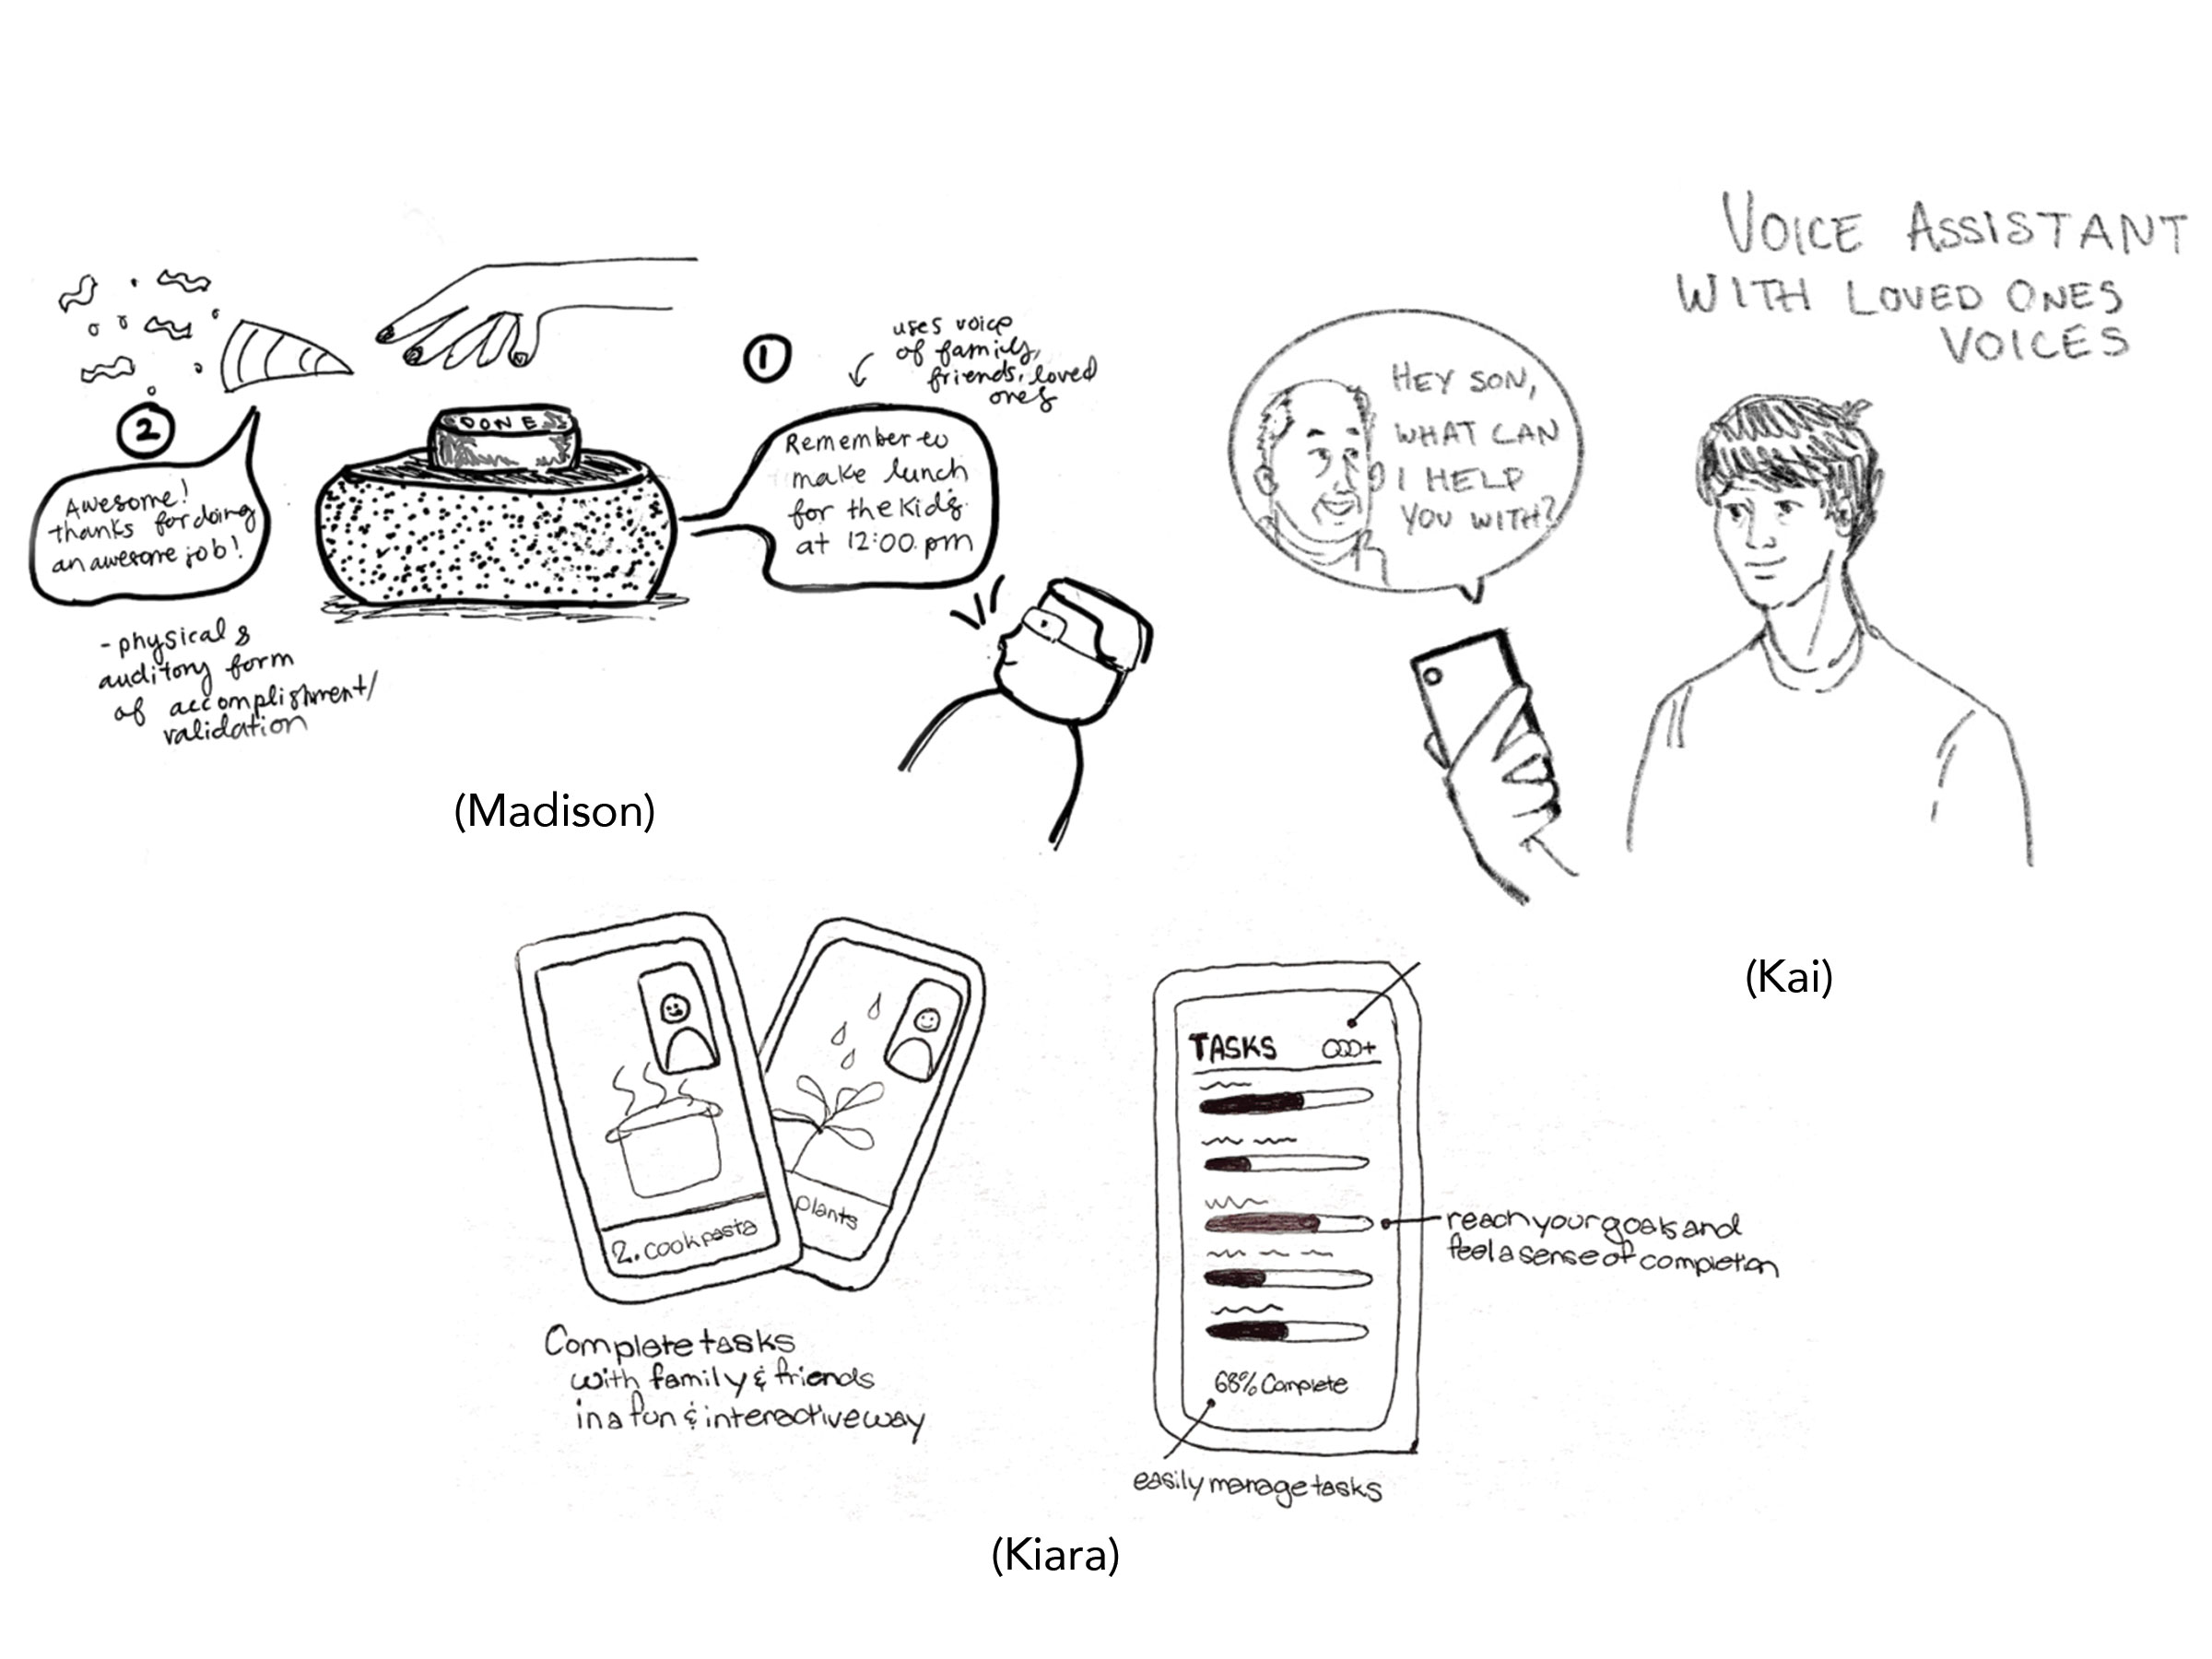 VOICE ASSISTANT
WITH LOVED ONES
VOICES
uses voice
of family,
friends, loved
ones
1
Remember to
make lunch
for the kids
at 12:00 pm
DONE
2
Awesome!
thanks for doing
an awesome job!
- physical &
auditory form
of accomplishment/
validation
(Madison)
HEY SON,
WHAT CAN
I HELP
YOU WITH?
(Kai)
2. cook pasta
plants
Complete tasks
with family & friends
in a fun & interactive way
TASKS
+
68% Complete
reach your goals and
feel a sense of completion
easily manage tasks
(Kiara)